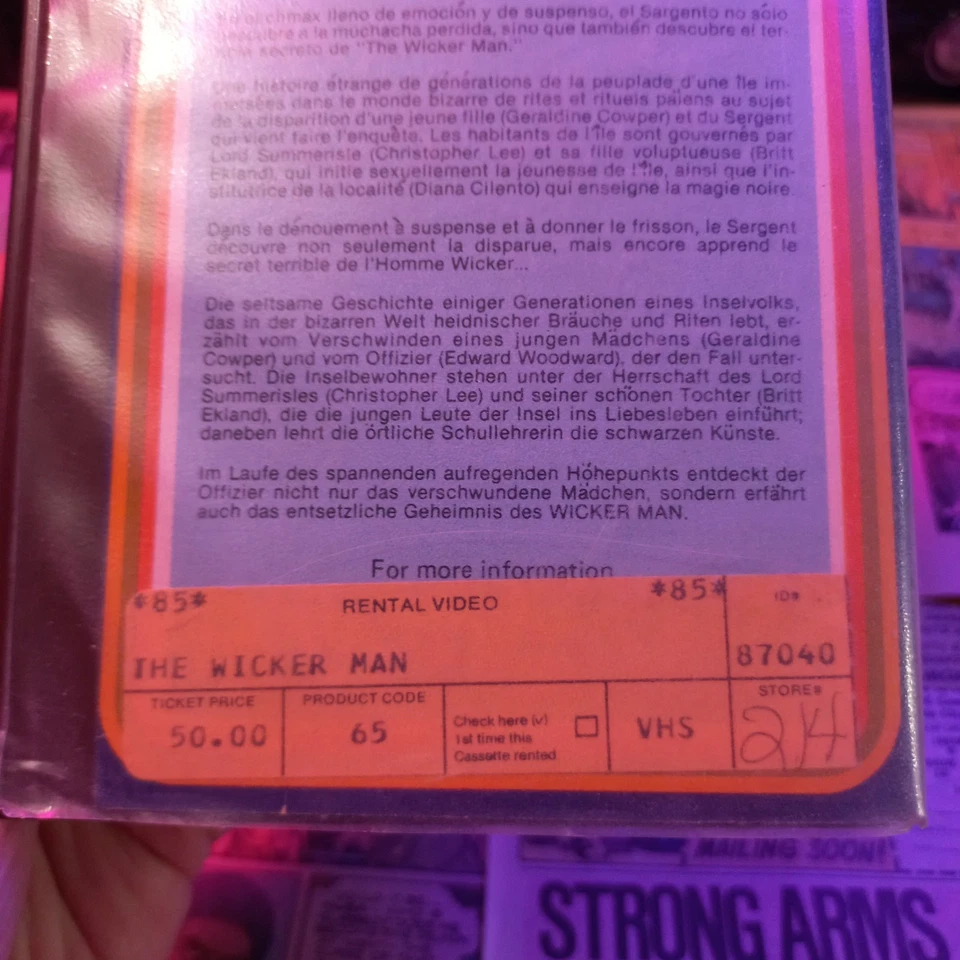 climax lleno de emoción y de suspenso, el Sargento no sólo
descubre a la muchacha perdida, sino que también descubre el ter-
secreto de "The Wicker Man."
Une histoire étrange de générations de la peuplade d'une île im-
mersées dans le monde bizarre de rites et rituels païens au sujet
de la disparition d'une jeune fille (Geraldine Cowper) et du Sergent
qui vient faire l'enquête. Les habitants de l'île sont gouvernés par
Lord Summerisle (Christopher Lee) et sa fille voluptueuse (Britt
Ekland), qui initie sexuellement la jeunesse de l'île, ainsi que l'in-
stitutrice de la localité (Diana Cilento) qui enseigne la magie noire.
Dans le dénouement à suspense et à donner le frisson, le Sergent
découvre non seulement la disparue, mais encore apprend le
secret terrible de l'Homme Wicker...
Die seltsame Geschichte einiger Generationen eines Inselvolks,
das in der bizarren Welt heidnischer Bräuche und Riten lebt, er-
zählt vom Verschwinden eines jungen Mädchens (Geraldine
Cowper) und vom Offizier (Edward Woodward), der den Fall unter-
sucht. Die Inselbewohner stehen unter der Herrschaft des Lord
Summerisles (Christopher Lee) und seiner schönen Tochter (Britt
Ekland), die die jungen Leute der Insel ins Liebesleben einführt;
daneben lehrt die örtliche Schullehrerin die schwarzen Künste.
Im Laufe des spannenden aufregenden Höhepunkts entdeckt der
Offizier nicht nur das verschwundene Mädchen, sondern erfährt
auch das entsetzliche Geheimnis des WICKER MAN.
For more information
*85* RENTAL VIDEO *85*
ID#
THE WICKER MAN 87040
TICKET PRICE PRODUCT CODE STORE#
50.00 65 VHS 214
Check here (√)
1st time this
Cassette rented
MAILING SOON!
STRONG ARMS